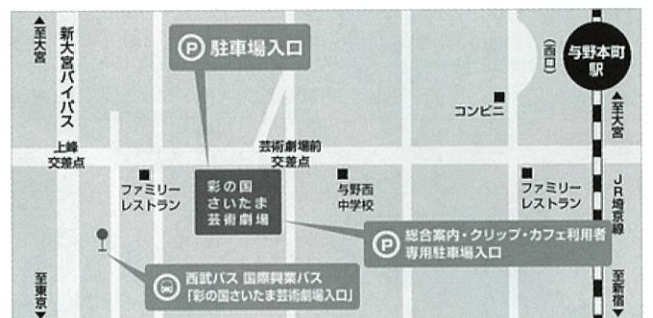 ▲至大宮
新大宮バイパス
P 駐車場入口
(西口)
与野本町
駅
▲至大宮
コンビニ
上峰
交差点
芸術劇場前
交差点
ファミリー
レストラン
彩の国
さいたま
芸術劇場
与野西
中学校
ファミリー
レストラン
JR埼京線
P 総合案内・クリップ・カフェ利用者
専用駐車場入口
西武バス 国際興業バス
「彩の国さいたま芸術劇場入口」
至東京▼
至新宿▼